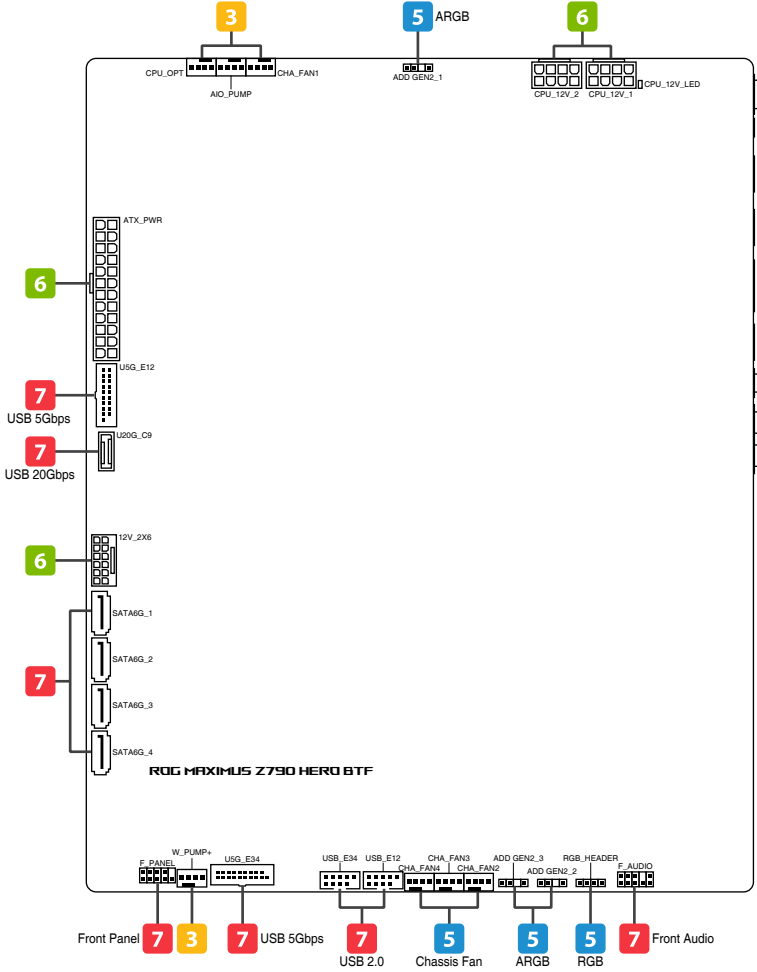 3
5 ARGB
6
CPU_OPT
CHA_FAN1
AIO_PUMP
ADD GEN2_1
CPU_12V_2
CPU_12V_1
CPU_12V_LED
ATX_PWR
6
U5G_E12
7
USB 5Gbps
U20G_C9
7
USB 20Gbps
12V_2X6
6
SATA6G_1
SATA6G_2
7
SATA6G_3
SATA6G_4
ROG MAXIMUS Z790 HERO BTF
F_PANEL
W_PUMP+
U5G_E34
USB_E34
USB_E12
CHA_FAN4
CHA_FAN3
CHA_FAN2
ADD GEN2_3
ADD GEN2_2
RGB_HEADER
F_AUDIO
Front Panel 7
3
7 USB 5Gbps
7
USB 2.0
5
Chassis Fan
5
ARGB
5
RGB
7 Front Audio